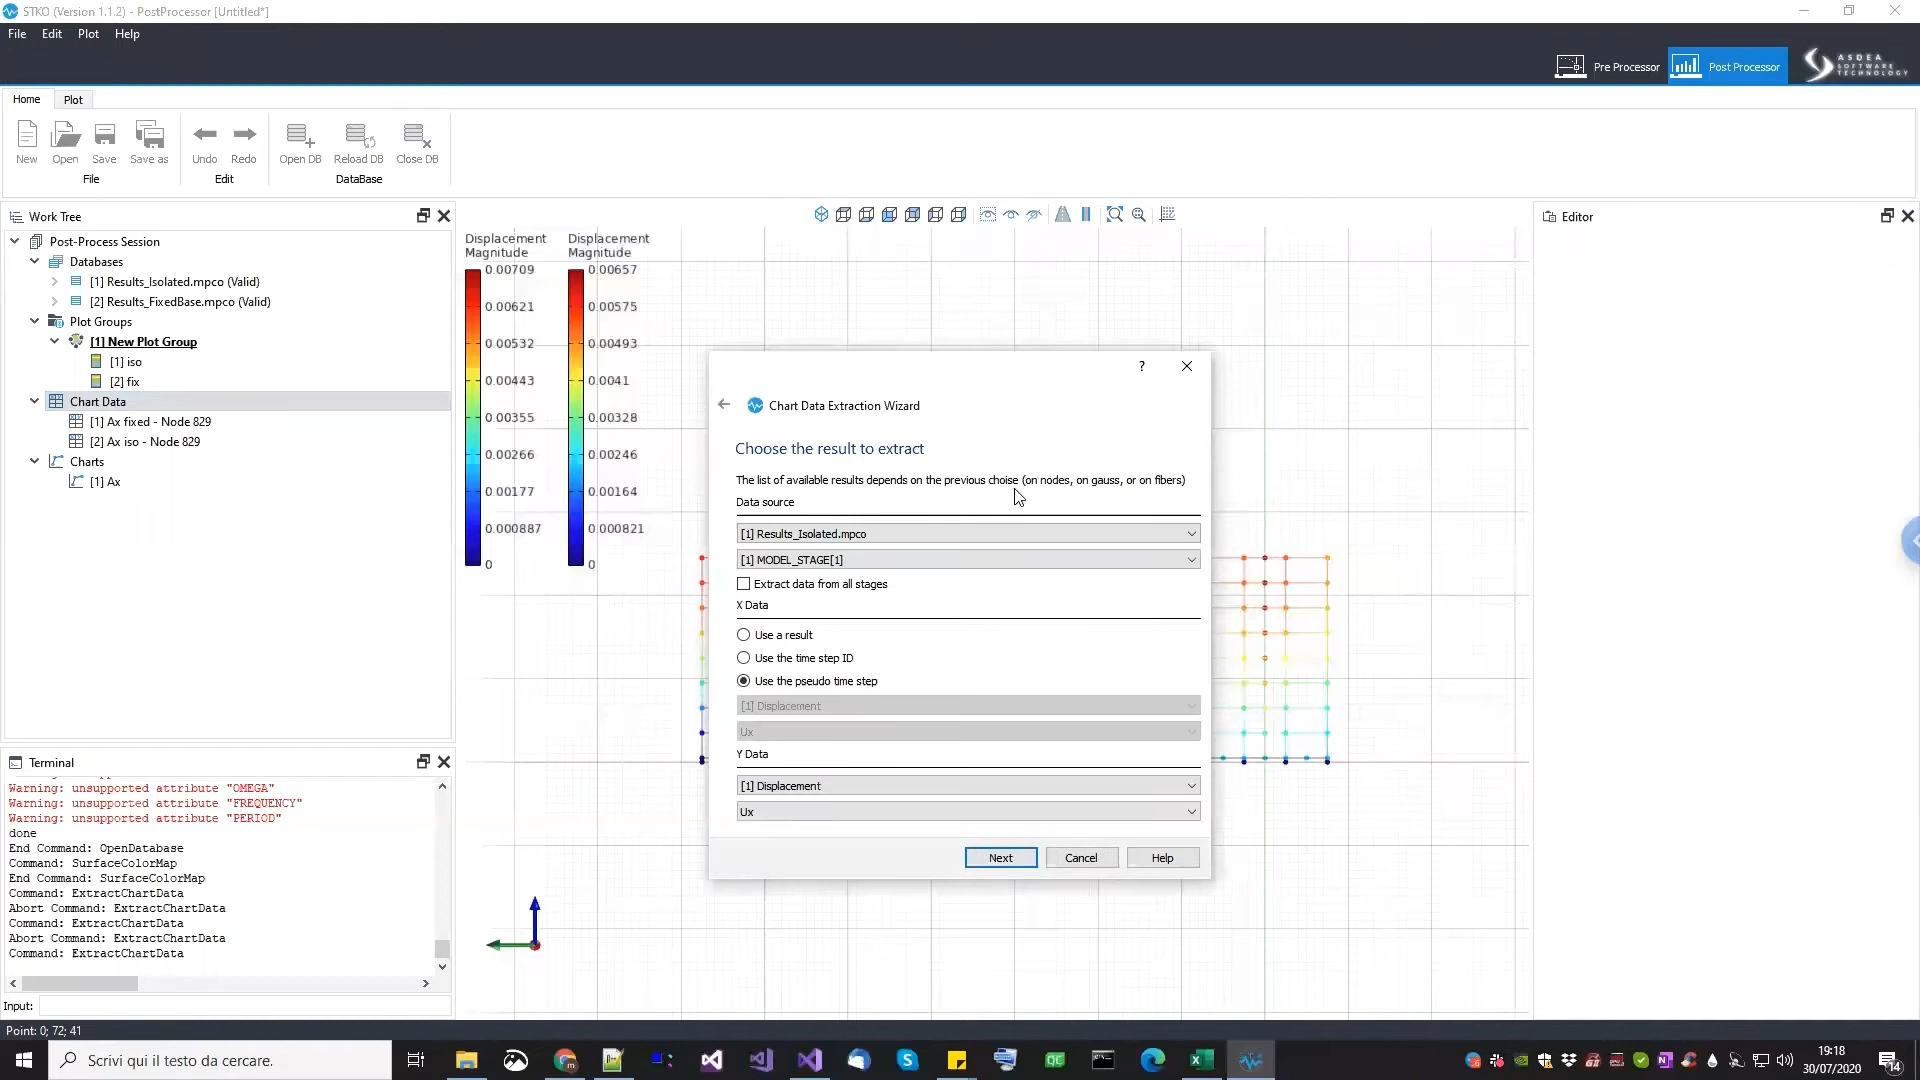 STKO (Version 1.1.2) - PostProcessor [Untitled*]
File Edit Plot Help
Pre Processor Post Processor ASDEA SOFTWARE TECHNOLOGY
Home Plot
New Open Save Save as Undo Redo Open DB Reload DB Close DB
File Edit DataBase
Work Tree
Post-Process Session
Databases
[1] Results_Isolated.mpco (Valid)
[2] Results_FixedBase.mpco (Valid)
Plot Groups
[1] New Plot Group
[1] iso
[2] fix
Chart Data
[1] Ax fixed - Node 829
[2] Ax iso - Node 829
Charts
[1] Ax
Terminal
Warning: unsupported attribute "OMEGA"
Warning: unsupported attribute "FREQUENCY"
Warning: unsupported attribute "PERIOD"
done
End Command: OpenDatabase
Command: SurfaceColorMap
End Command: SurfaceColorMap
Command: ExtractChartData
Abort Command: ExtractChartData
Command: ExtractChartData
Abort Command: ExtractChartData
Command: ExtractChartData
Input:
Point: 0; 72; 41
Displacement Magnitude
0.00709
0.00621
0.00532
0.00443
0.00355
0.00266
0.00177
0.000887
0
Displacement Magnitude
0.00657
0.00575
0.00493
0.0041
0.00328
0.00246
0.00164
0.000821
0
?
Chart Data Extraction Wizard
Choose the result to extract
The list of available results depends on the previous choise (on nodes, on gauss, or on fibers)
Data source
[1] Results_Isolated.mpco
[1] MODEL_STAGE[1]
Extract data from all stages
X Data
Use a result
Use the time step ID
Use the pseudo time step
[1] Displacement
Ux
Y Data
[1] Displacement
Ux
Next Cancel Help
Editor
Scrivi qui il testo da cercare.
19:18
30/07/2020
14